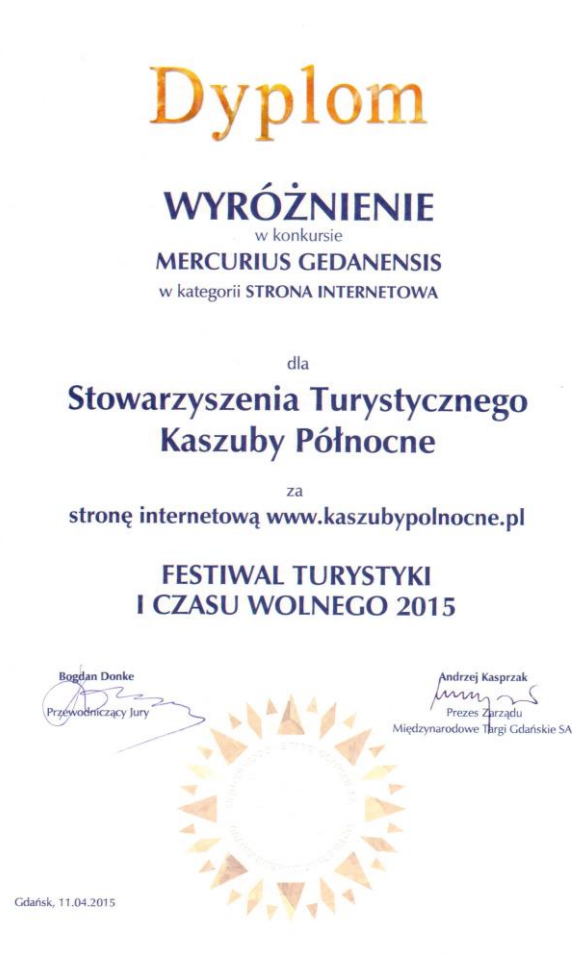 Dyplom
WYRÓŻNIENIE
w konkursie
MERCURIUS GEDANENSIS
w kategorii STRONA INTERNETOWA
dla
Stowarzyszenia Turystycznego
Kaszuby Północne
za
stronę internetową www.kaszubypolnocne.pl
FESTIWAL TURYSTYKI
I CZASU WOLNEGO 2015
Bogdan Donke
Przewodniczący Jury
Andrzej Kasprzak
Prezes Zarządu
Międzynarodowe Targi Gdańskie SA
Gdańsk, 11.04.2015